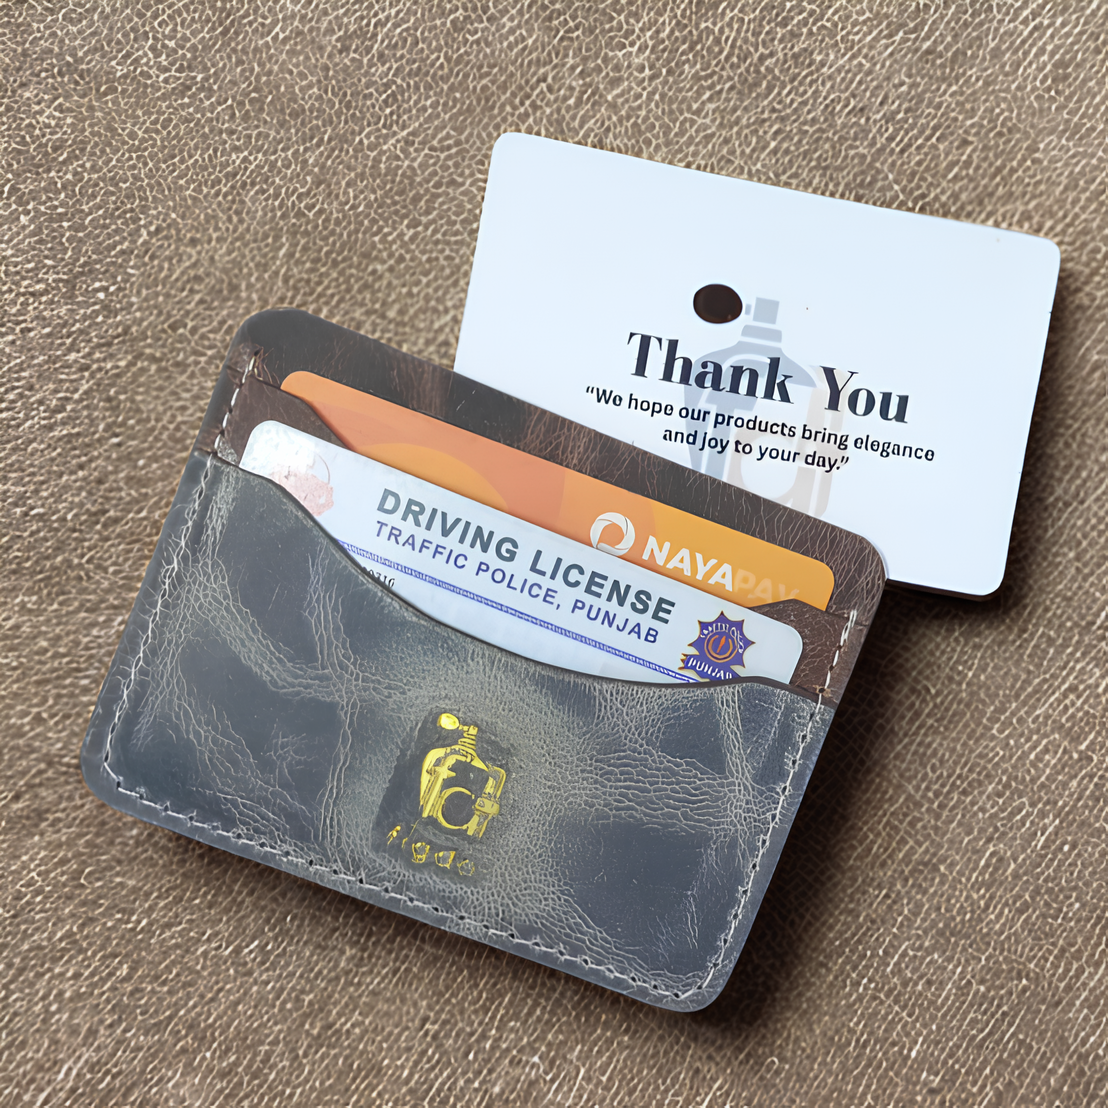 Thank You
“We hope our products bring elegance
and joy to your day.”
NAYAPAY
DRIVING LICENSE
TRAFFIC POLICE, PUNJAB
PUNJAB